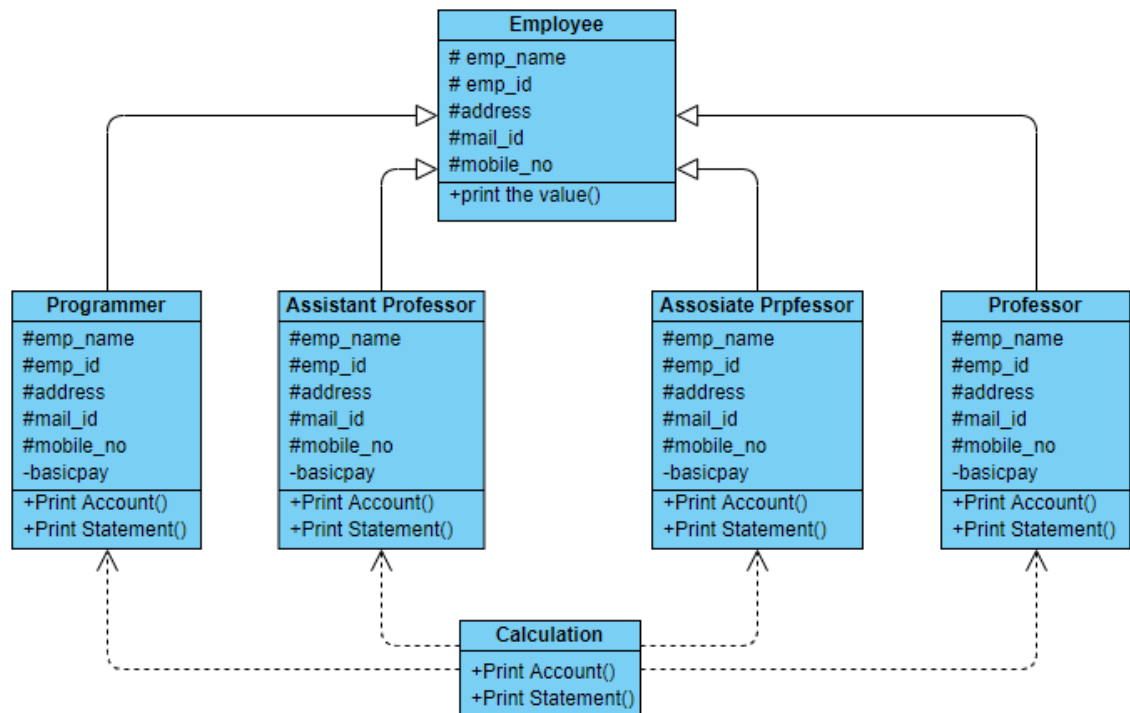 Employee
# emp_name
# emp_id
#address
#mail_id
#mobile_no
+print the value()
Programmer
#emp_name
#emp_id
#address
#mail_id
#mobile_no
-basicpay
+Print Account()
+Print Statement()
Assistant Professor
#emp_name
#emp_id
#address
#mail_id
#mobile_no
-basicpay
+Print Account()
+Print Statement()
Assosiate Prpfessor
#emp_name
#emp_id
#address
#mail_id
#mobile_no
-basicpay
+Print Account()
+Print Statement()
Professor
#emp_name
#emp_id
#address
#mail_id
#mobile_no
-basicpay
+Print Account()
+Print Statement()
Calculation
+Print Account()
+Print Statement()